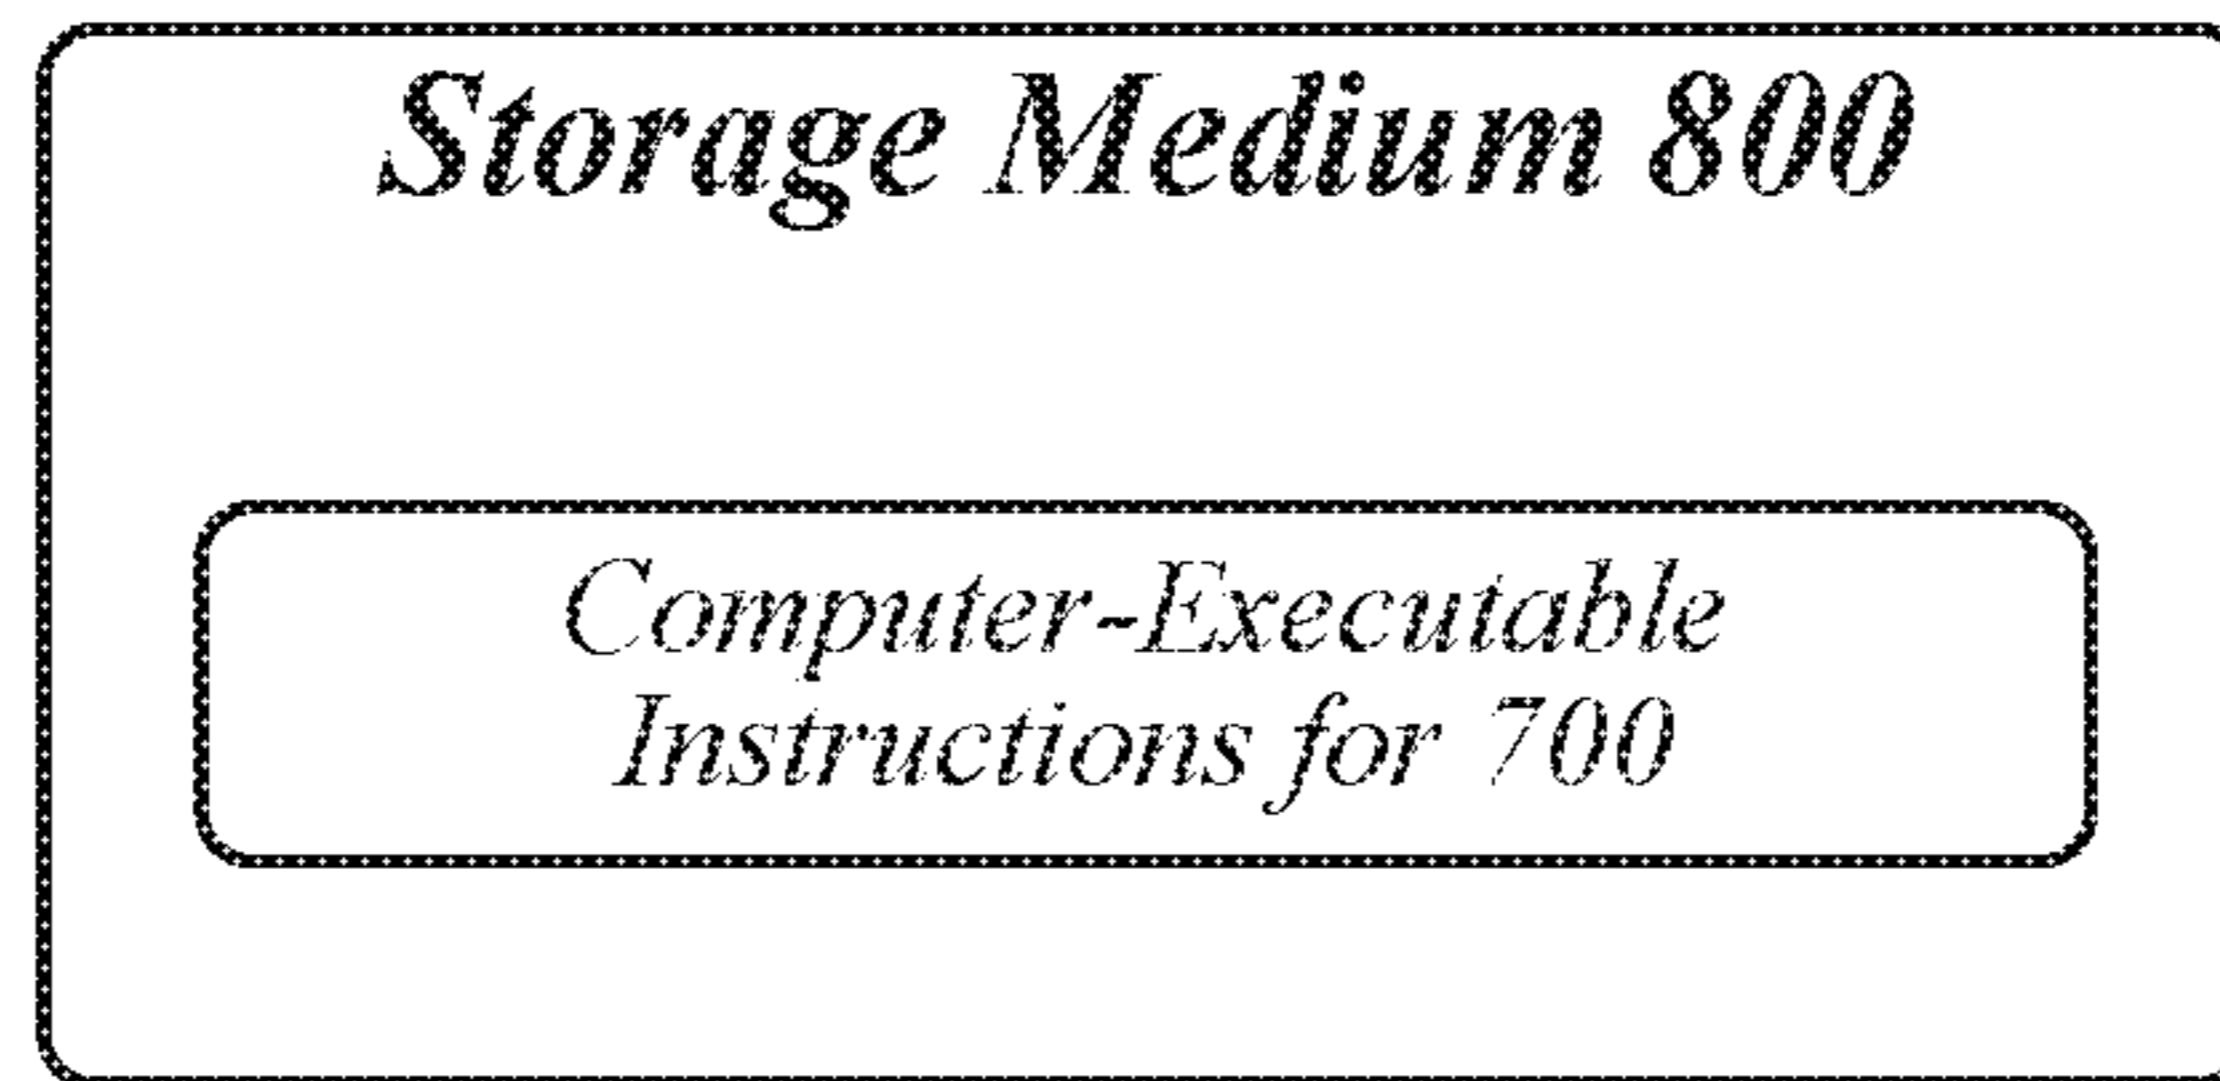 Storage Medium 800
Computer-Executable
Instructions for 700